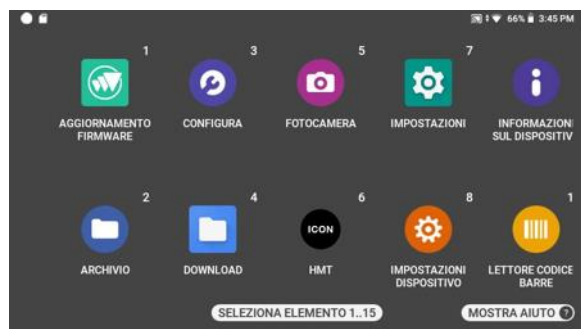 66% 3:45 PM
1 3 5 7
AGGIORNAMENTO
FIRMWARE
CONFIGURA
FOTOCAMERA
IMPOSTAZIONI
INFORMAZION
SUL DISPOSITIV
2 4 6 8 1
ICON
ARCHIVIO
DOWNLOAD
HMT
IMPOSTAZIONI
DISPOSITIVO
LETTORE CODICE
BARRE
SELEZIONA ELEMENTO 1..15
MOSTRA AIUTO ?